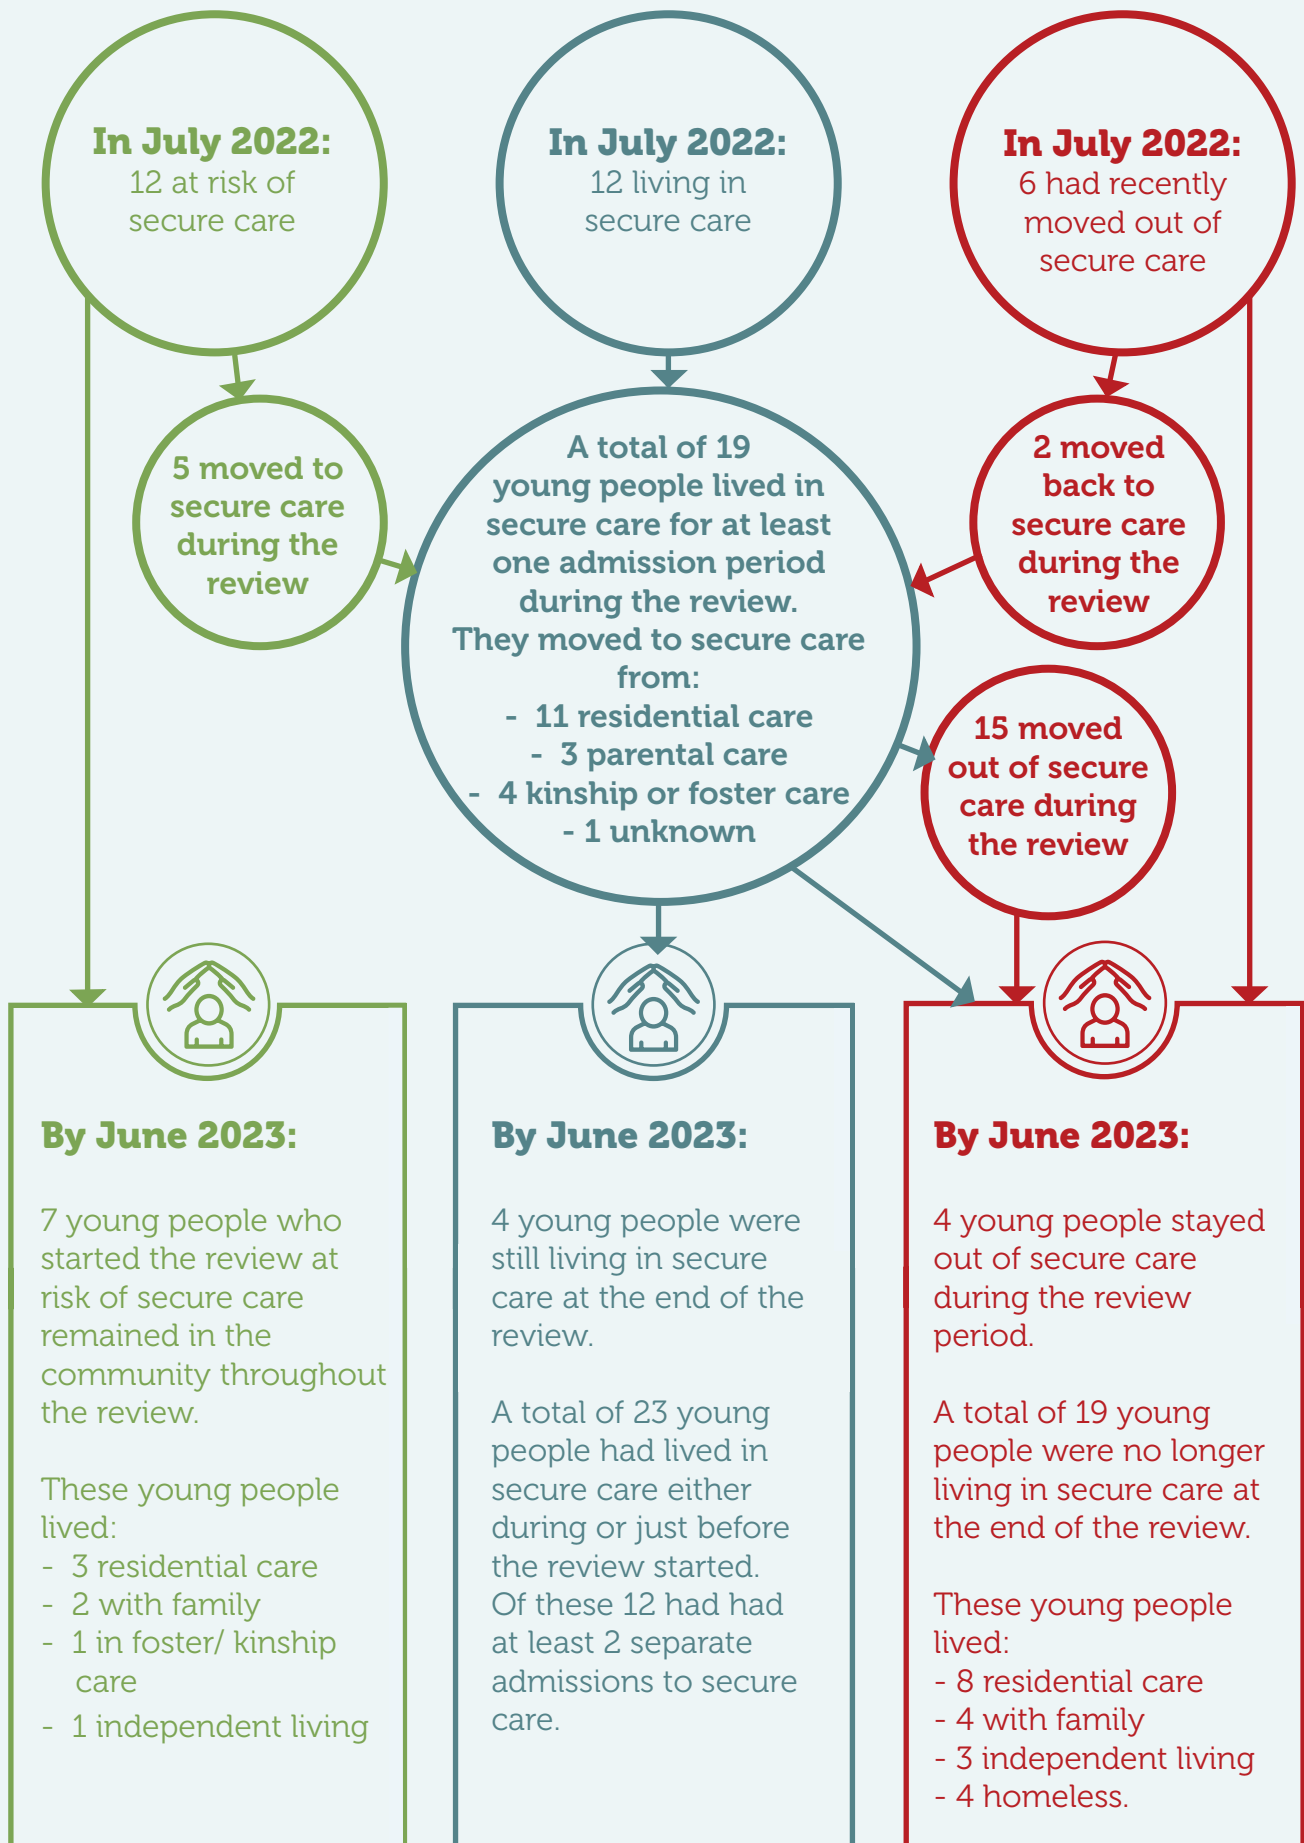 In July 2022:
12 at risk of
secure care
In July 2022:
12 living in
secure care
In July 2022:
6 had recently
moved out of
secure care
5 moved to
secure care
during the
review
A total of 19
young people lived in
secure care for at least
one admission period
during the review.
They moved to secure care
from:
- 11 residential care
- 3 parental care
- 4 kinship or foster care
- 1 unknown
2 moved
back to
secure care
during the
review
15 moved
out of secure
care during
the review
By June 2023:
7 young people who
started the review at
risk of secure care
remained in the
community throughout
the review.
These young people
lived:
- 3 residential care
- 2 with family
- 1 in foster/ kinship
care
- 1 independent living
By June 2023:
4 young people were
still living in secure
care at the end of the
review.
A total of 23 young
people had lived in
secure care either
during or just before
the review started.
Of these 12 had had
at least 2 separate
admissions to secure
care.
By June 2023:
4 young people stayed
out of secure care
during the review
period.
A total of 19 young
people were no longer
living in secure care at
the end of the review.
These young people
lived:
- 8 residential care
- 4 with family
- 3 independent living
- 4 homeless.